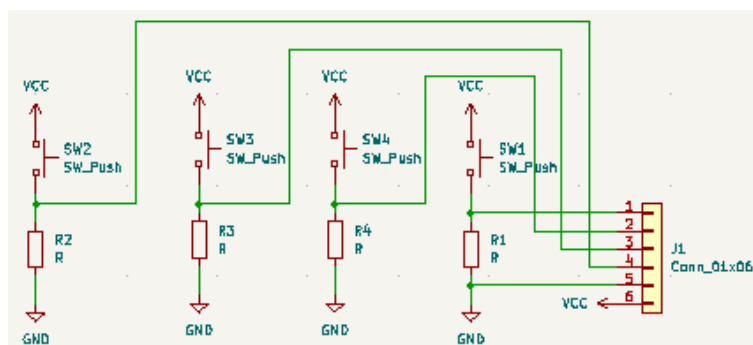 VCC
VCC
VCC
VCC
SW2
SW_Push
SW3
SW_Push
SW4
SW_Push
SW1
SW_Push
R2
R
R3
R
R4
R
R1
R
1
2
3
4
5
6
J1
Conn_01x06
VCC
GND
GND
GND
GND